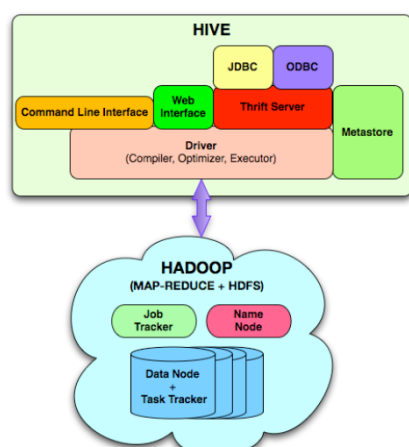 HIVE
JDBC
ODBC
Command Line Interface
Web
Interface
Thrift Server
Metastore
Driver
(Compiler, Optimizer, Executor)
HADOOP
(MAP-REDUCE + HDFS)
Job
Tracker
Name
Node
Data Node
+
Task Tracker